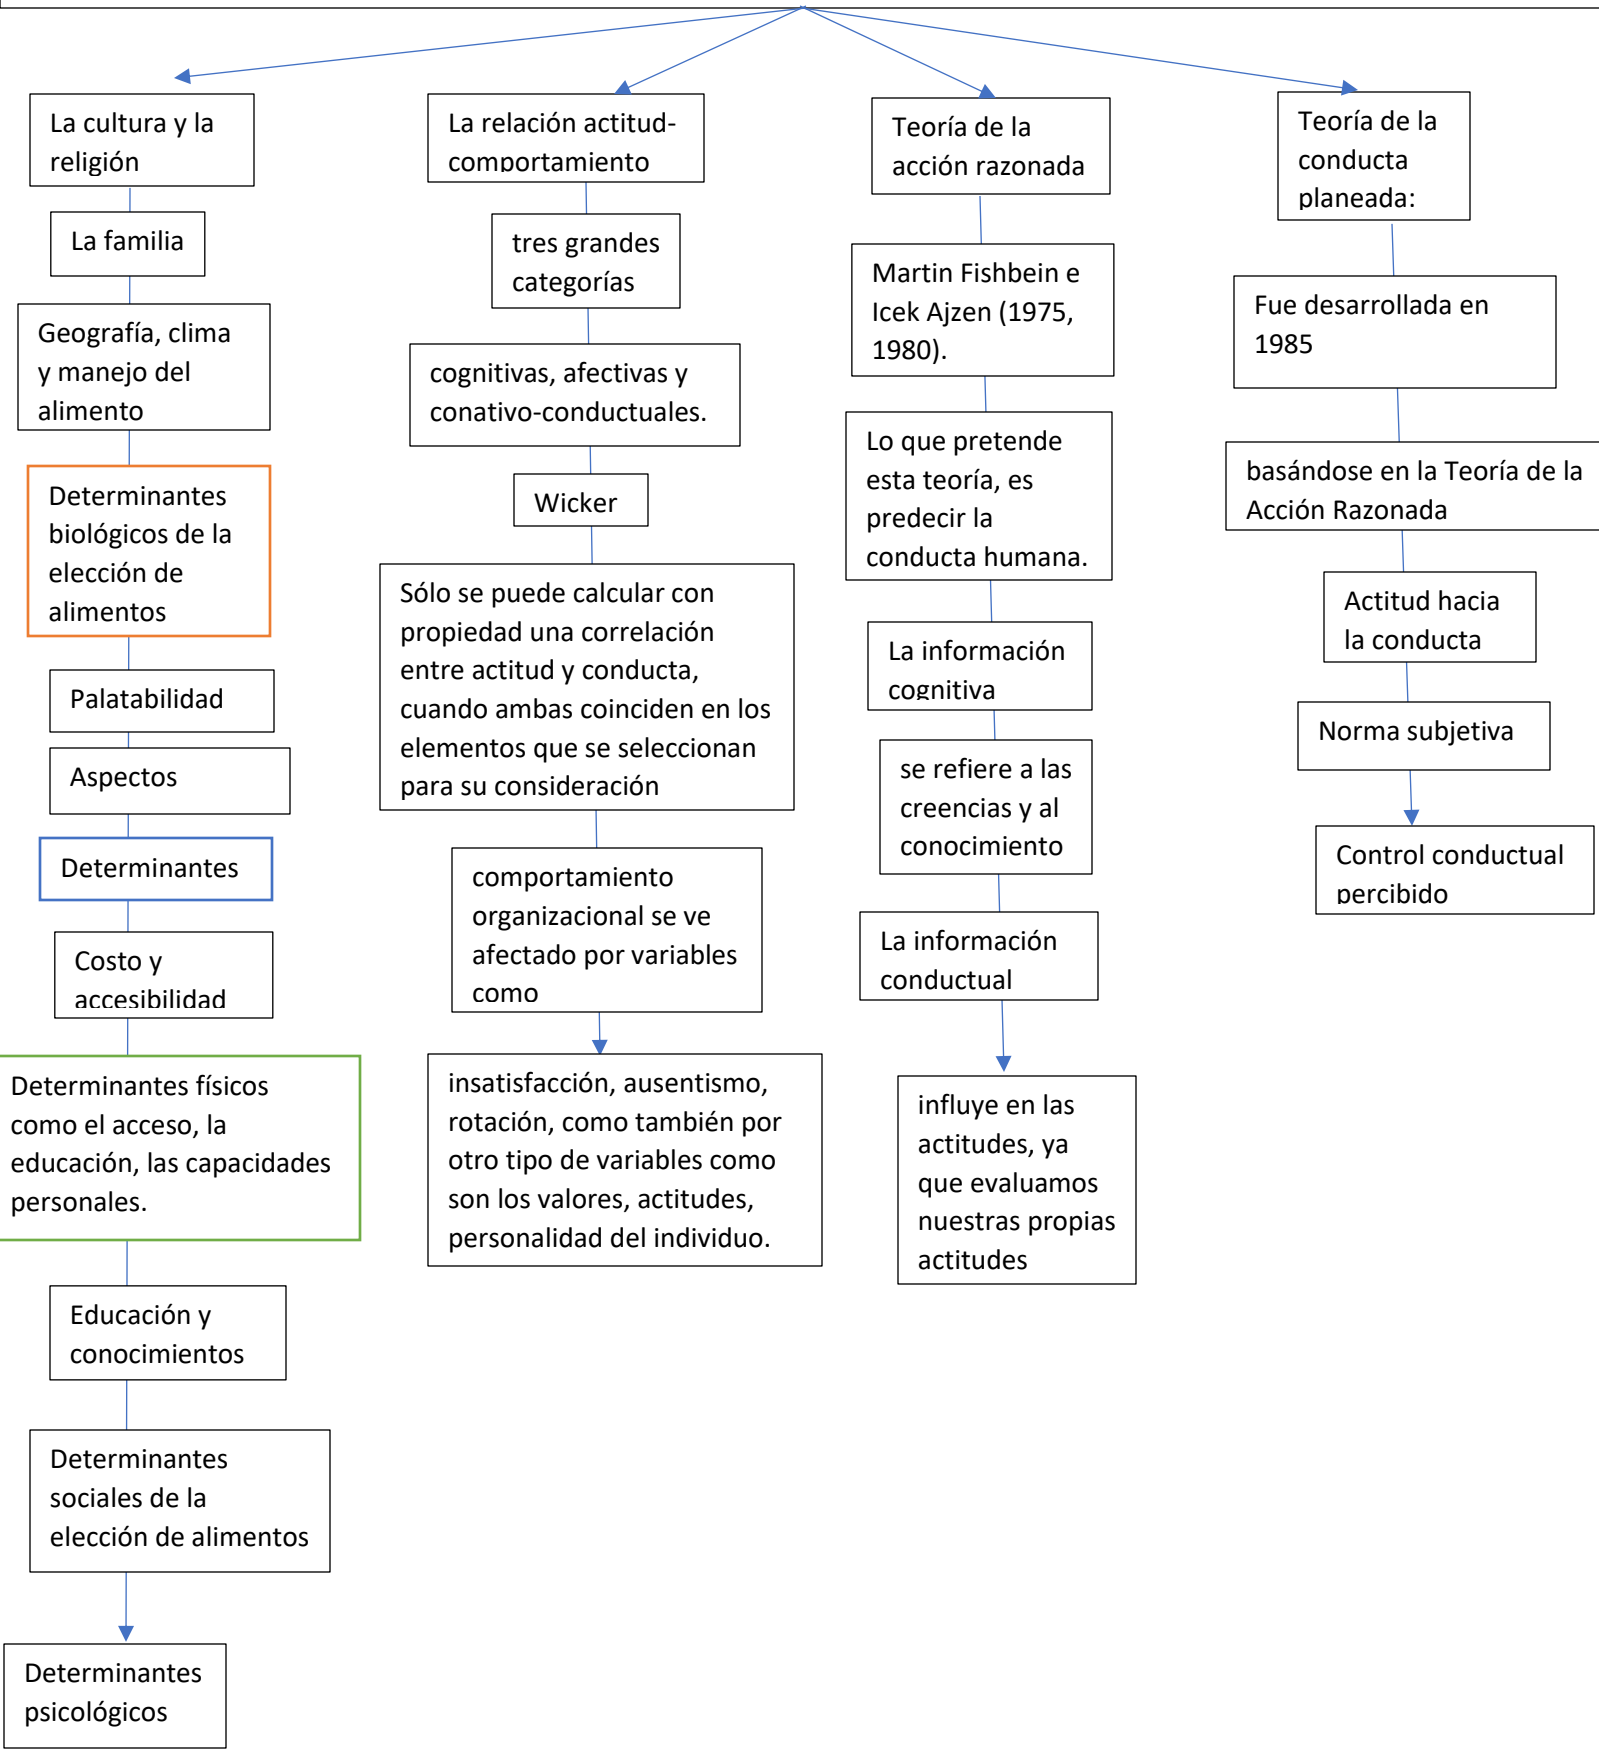 La cultura y la
religión
La familia
Geografía, clima
y manejo del
alimento
Determinantes
biológicos de la
elección de
alimentos
Palatabilidad
Aspectos
Determinantes
Costo y
accesibilidad
Determinantes físicos
como el acceso, la
educación, las capacidades
personales.
Educación y
conocimientos
Determinantes
sociales de la
elección de alimentos
Determinantes
psicológicos
La relación actitud-
comportamiento
tres grandes
categorías
cognitivas, afectivas y
conativo-conductuales.
Wicker
Sólo se puede calcular con
propiedad una correlación
entre actitud y conducta,
cuando ambas coinciden en los
elementos que se seleccionan
para su consideración
comportamiento
organizacional se ve
afectado por variables
como
insatisfacción, ausentismo,
rotación, como también por
otro tipo de variables como
son los valores, actitudes,
personalidad del individuo.
Teoría de la
acción razonada
Martin Fishbein e
Icek Ajzen (1975,
1980).
Lo que pretende
esta teoría, es
predecir la
conducta humana.
La información
cognitiva
se refiere a las
creencias y al
conocimiento
La información
conductual
influye en las
actitudes, ya
que evaluamos
nuestras propias
actitudes
Teoría de la
conducta
planeada:
Fue desarrollada en
1985
basándose en la Teoría de la
Acción Razonada
Actitud hacia
la conducta
Norma subjetiva
Control conductual
percibido